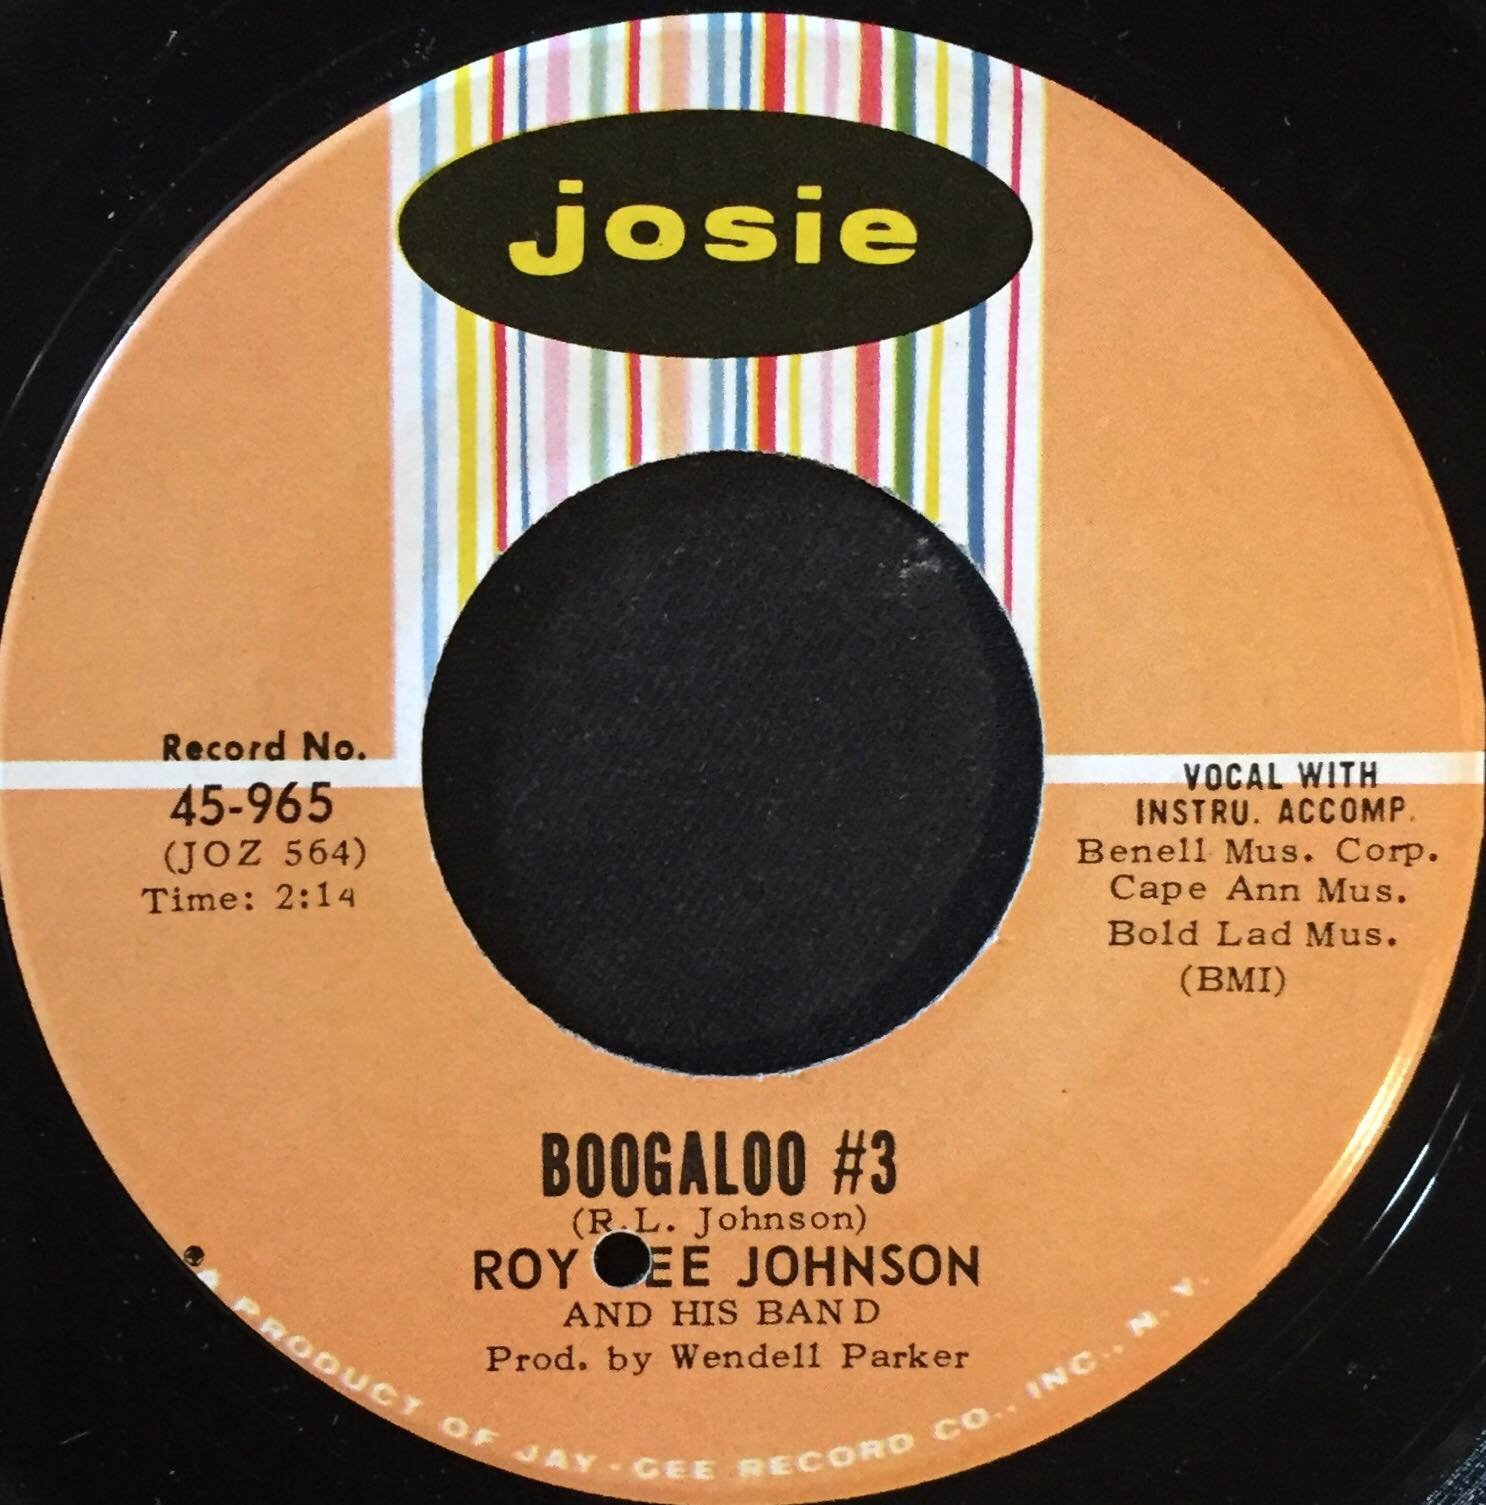 josie
Record No.
45-965
(JOZ 564)
Time: 2:14
VOCAL WITH
INSTRU. ACCOMP.
Benell Mus. Corp.
Cape Ann Mus.
Bold Lad Mus.
(BMI)
BOOGALOO #3
(R.L. Johnson)
ROY JOHNSON
AND HIS BAND
Prod. by Wendell Parker
A PRODUCT OF JAY-GEE RECORD CO., INC., N.Y.